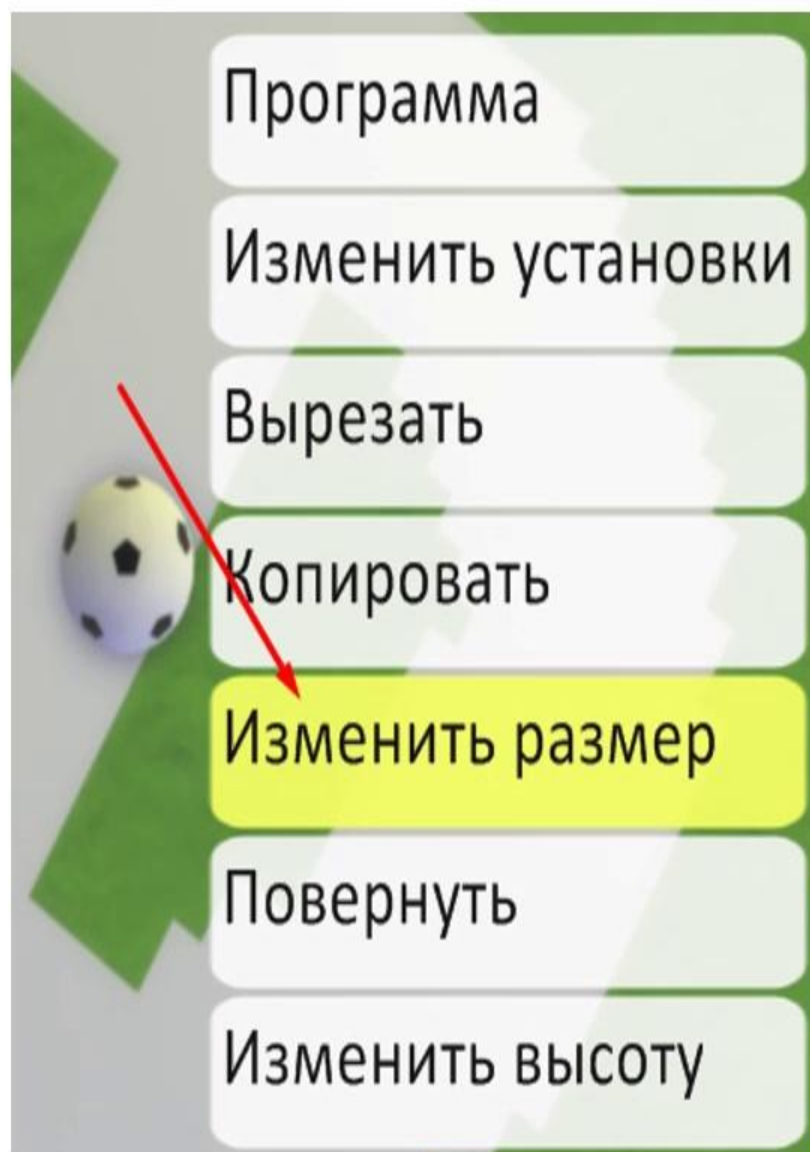 Программа
Изменить установки
Вырезать
Копировать
Изменить размер
Повернуть
Изменить высоту